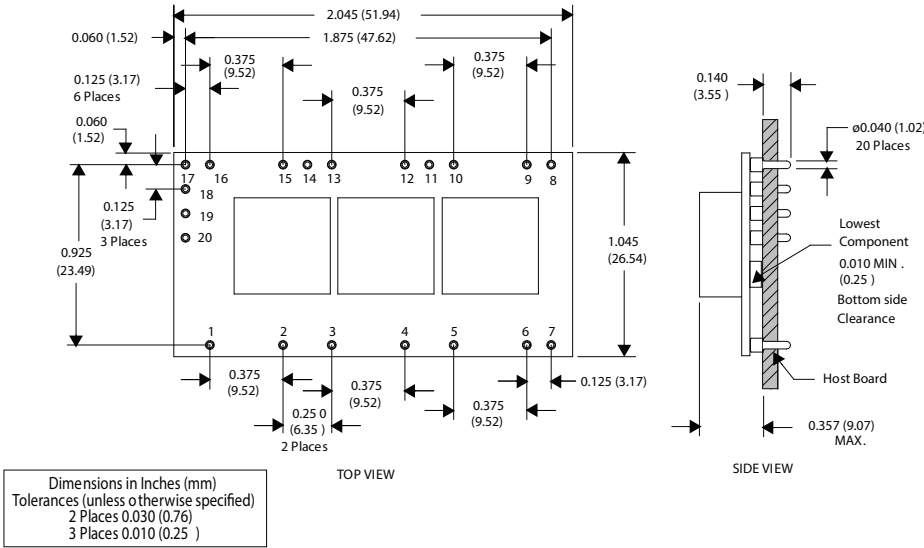 2.045 (51.94)
0.060 (1.52)
1.875 (47.62)
0.375
(9.52)
0.375
(9.52)
0.125 (3.17)
6 Places
0.375
(9.52)
0.140
(3.55 )
0.060
(1.52)
ø0.040 (1.02)
20 Places
17
16
15
14
13
12
11
10
9
8
18
19
20
0.125
(3.17)
3 Places
0.925
(23.49)
1.045
(26.54)
Lowest
Component
0.010 MIN .
(0.25 )
Bottom side
Clearance
1
2
3
4
5
6
7
0.375
(9.52)
0.375
(9.52)
0.125 (3.17)
Host Board
0.25 0
(6.35 )
2 Places
0.375
(9.52)
0.357 (9.07)
MAX.
TOP VIEW
SIDE VIEW
Dimensions in Inches (mm)
Tolerances (unless otherwise specified)
2 Places 0.030 (0.76)
3 Places 0.010 (0.25 )